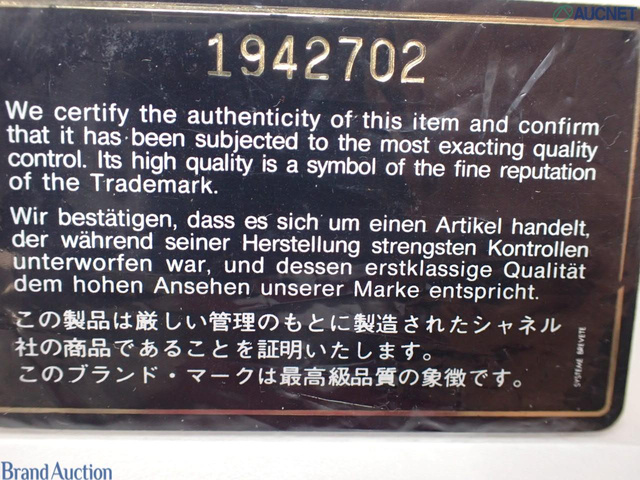 AUCNET
1942702
We certify the authenticity of this item and confirm
that it has been subjected to the most exacting quality
control. Its high quality is a symbol of the fine reputation
of the Trademark.
Wir bestätigen, dass es sich um einen Artikel handelt,
der während seiner Herstellung strengsten Kontrollen
unterworfen war, und dessen erstklassige Qualität
dem hohen Ansehen unserer Marke entspricht.
この製品は厳しい管理のもとに製造されたシャネル
社の商品であることを証明いたします。
このブランド・マークは最高級品質の象徴です。
SYSTEME BREVETE
Brand Auction